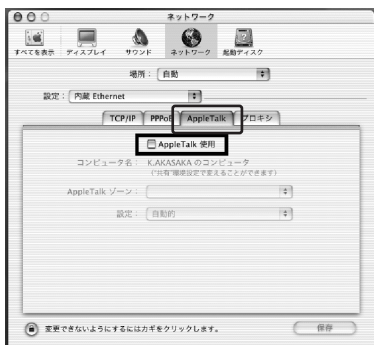 ネットワーク
すべてを表示 ディスプレイ サウンド ネットワーク 起動ディスク
場所： 自動
設定： 内蔵 Ethernet
TCP/IP PPPoE AppleTalk プロキシ
AppleTalk 使用
コンピュータ名： K.AKASAKA のコンピュータ
("共有"環境設定で変えることができます)
AppleTalk ゾーン：
設定： 自動的
変更できないようにするにはカギをクリックします。 保存